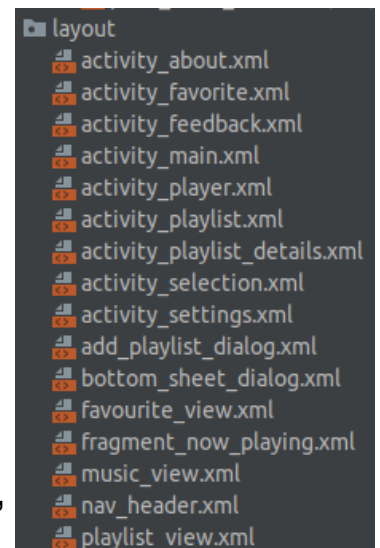 layout
activity_about.xml
activity_favorite.xml
activity_feedback.xml
activity_main.xml
activity_player.xml
activity_playlist.xml
activity_playlist_details.xml
activity_selection.xml
activity_settings.xml
add_playlist_dialog.xml
bottom_sheet_dialog.xml
favourite_view.xml
fragment_now_playing.xml
music_view.xml
,
nav_header.xml
playlist_view.xml